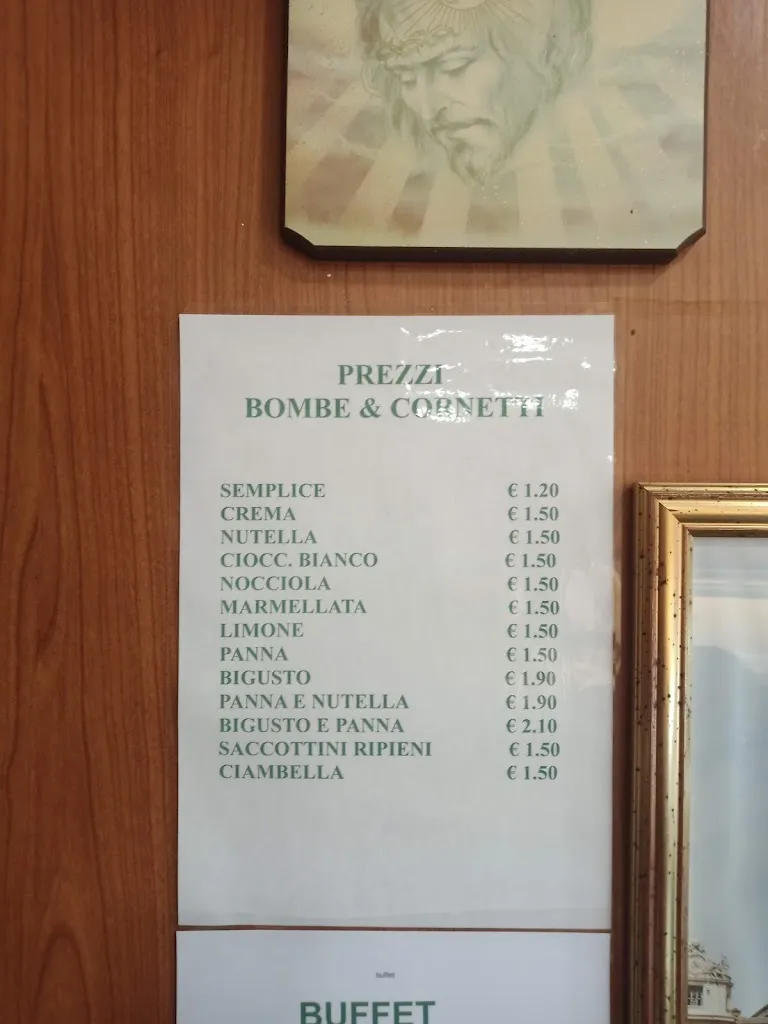 PREZZI
BOMBE & CORNETTI
SEMPLICE € 1.20
CREMA € 1.50
NUTELLA € 1.50
CIOCC. BIANCO € 1.50
NOCCIOLA € 1.50
MARMELLATA € 1.50
LIMONE € 1.50
PANNA € 1.50
BIGUSTO € 1.90
PANNA E NUTELLA € 1.90
BIGUSTO E PANNA € 2.10
SACCOTTINI RIPIENI € 1.50
CIAMBELLA € 1.50
buffet
BUFFET